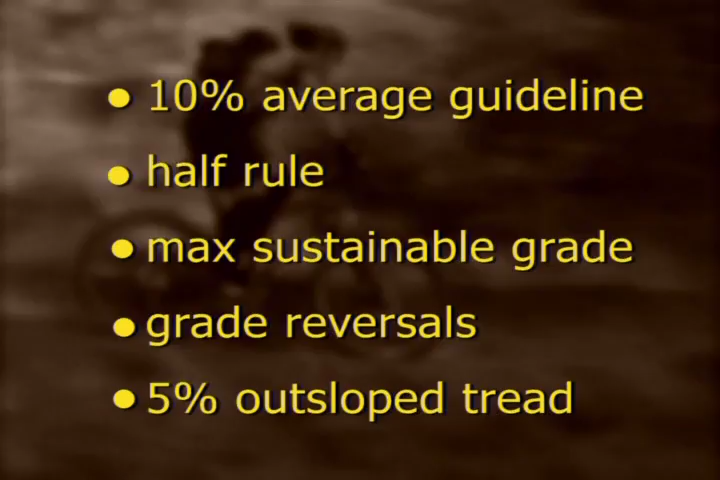 • 10% average guideline
• half rule
• max sustainable grade
• grade reversals
• 5% outsloped tread